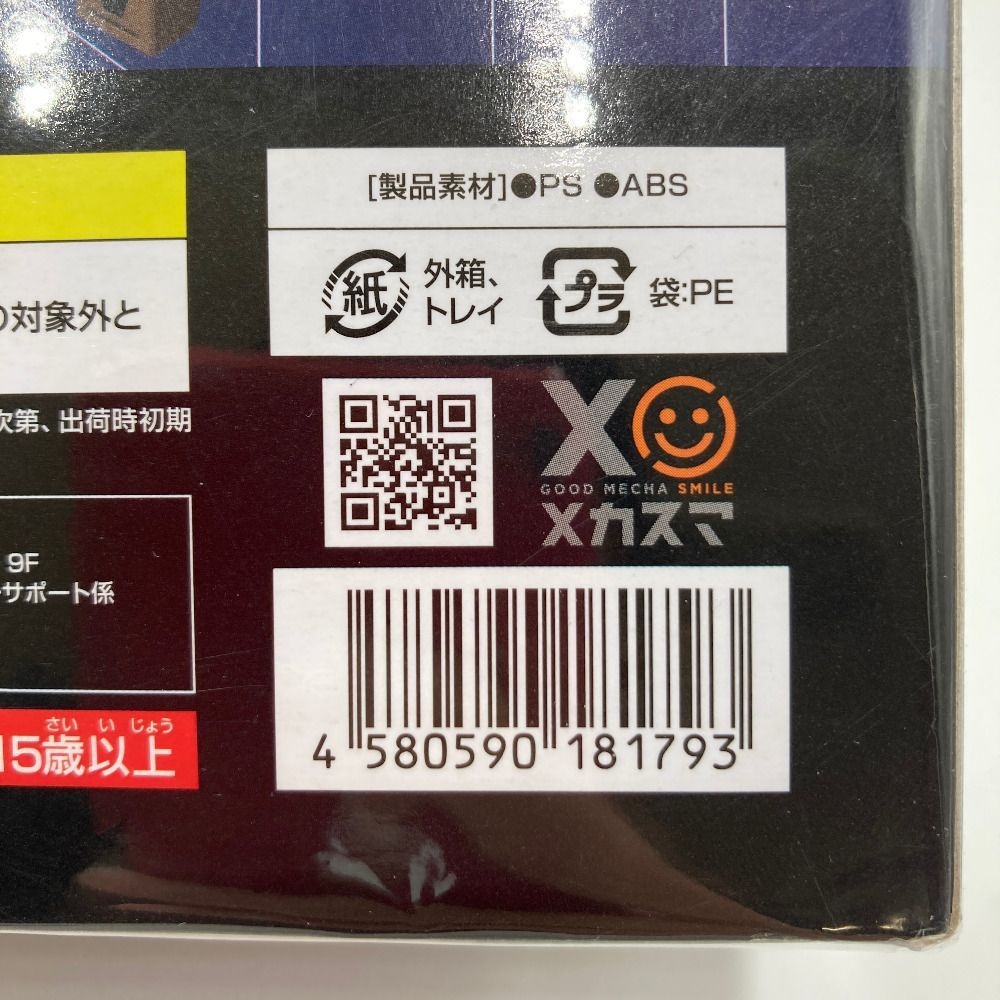 [製品素材]●PS ●ABS
紙
外箱、
トレイ
プラ
袋:PE
の対象外と
次第、出荷時初期
GOOD MECHA SMILE
メカスマ
9F
サポート係
さい い じょう
15歳以上
4 580590 181793